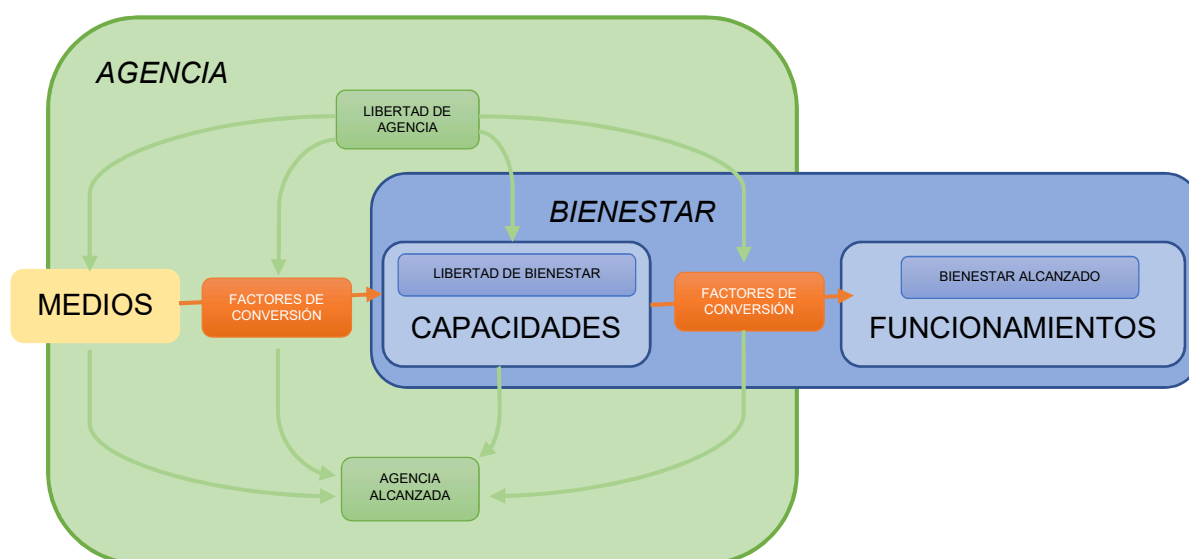 AGENCIA
LIBERTAD DE
AGENCIA
BIENESTAR
MEDIOS
FACTORES DE
CONVERSIÓN
LIBERTAD DE BIENESTAR
CAPACIDADES
FACTORES DE
CONVERSIÓN
BIENESTAR ALCANZADO
FUNCIONAMIENTOS
AGENCIA
ALCANZADA